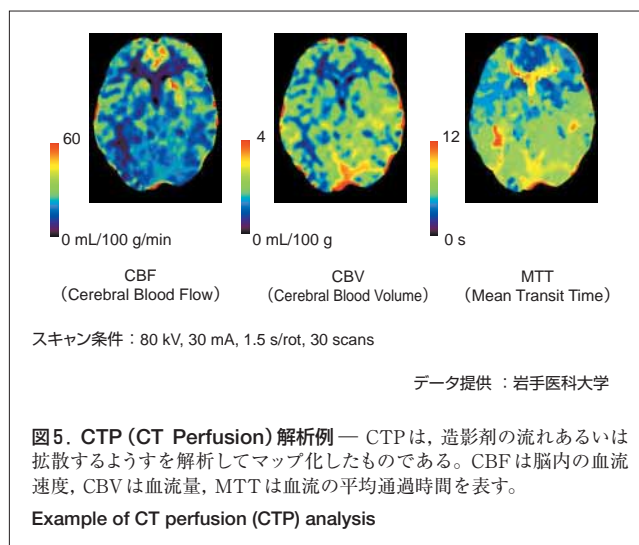 60
0 mL/100 g/min
CBF
（Cerebral Blood Flow）
4
0 mL/100 g
CBV
（Cerebral Blood Volume）
12
0 s
MTT
（Mean Transit Time）
スキャン条件：80 kV, 30 mA, 1.5 s/rot, 30 scans
データ提供 ：岩手医科大学
図5．CTP（CT Perfusion）解析例 — CTPは，造影剤の流れあるいは
拡散するようすを解析してマップ化したものである。CBFは脳内の血流
速度，CBVは血流量，MTTは血流の平均通過時間を表す。
Example of CT perfusion (CTP) analysis